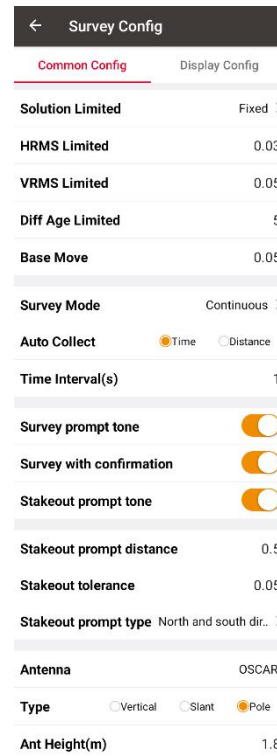 Survey Config
Common Config Display Config
Solution Limited Fixed
HRMS Limited 0.03
VRMS Limited 0.05
Diff Age Limited 5
Base Move 0.05
Survey Mode Continuous
Auto Collect Time Distance
Time Interval(s) 1
Survey prompt tone
Survey with confirmation
Stakeout prompt tone
Stakeout prompt distance 0.5
Stakeout tolerance 0.05
Stakeout prompt type North and south dir..
Antenna OSCAR
Type Vertical Slant Pole
Ant Height(m) 1.8